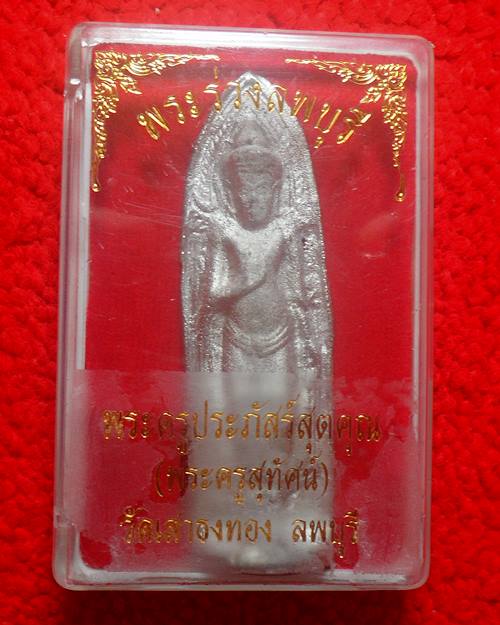 พระร่วงลพบุรี
พระครูประภัสร์สุตคุณ
(พระครูสุทัศน์)
วัดเสาธงทอง ลพบุรี